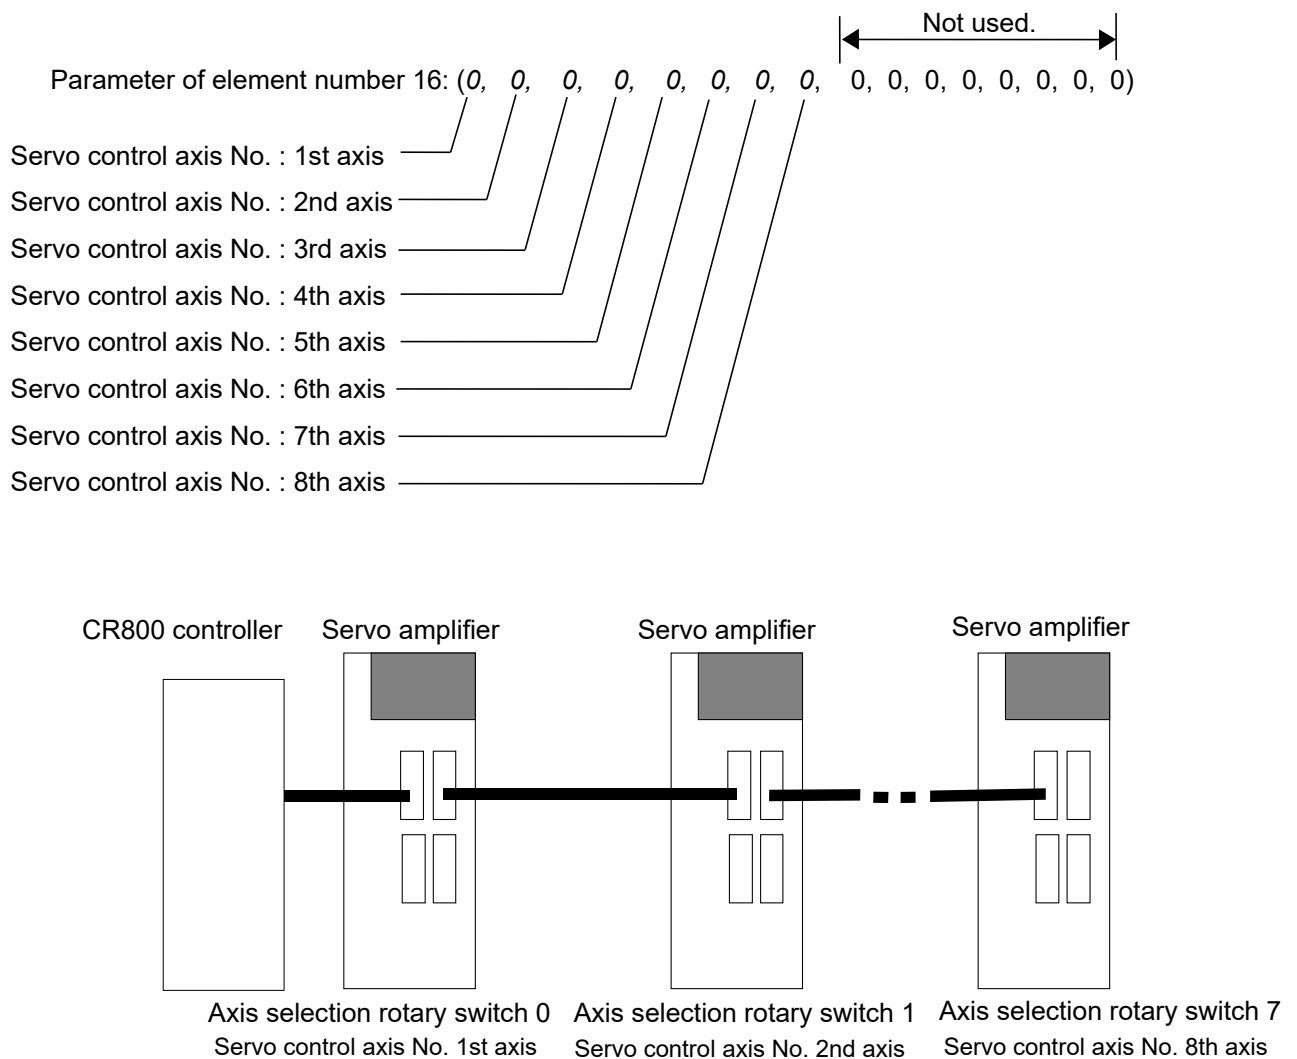 Not used.
Parameter of element number 16: (0, 0, 0, 0, 0, 0, 0, 0, 0, 0, 0, 0, 0, 0, 0, 0)
Servo control axis No. : 1st axis
Servo control axis No. : 2nd axis
Servo control axis No. : 3rd axis
Servo control axis No. : 4th axis
Servo control axis No. : 5th axis
Servo control axis No. : 6th axis
Servo control axis No. : 7th axis
Servo control axis No. : 8th axis
CR800 controller Servo amplifier Servo amplifier Servo amplifier
Axis selection rotary switch 0 Axis selection rotary switch 1 Axis selection rotary switch 7
Servo control axis No. 1st axis Servo control axis No. 2nd axis Servo control axis No. 8th axis